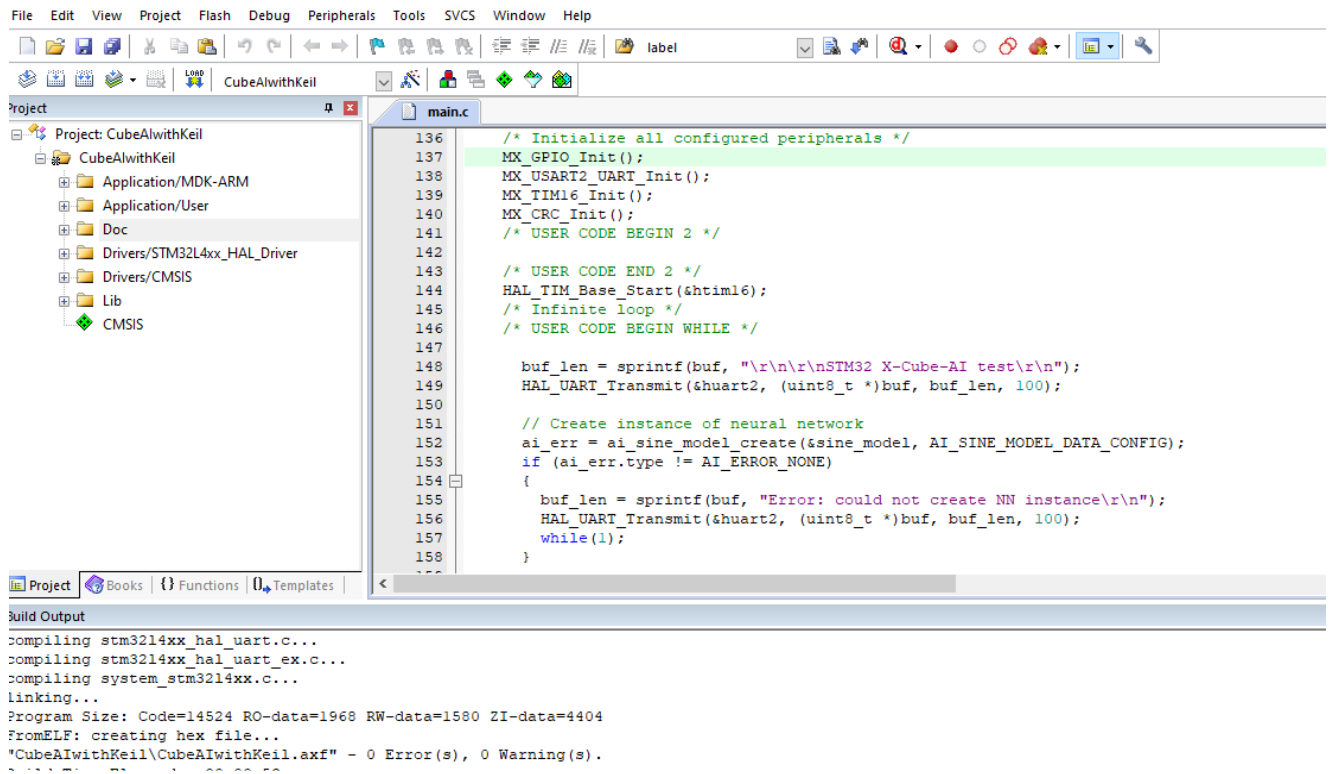 File Edit View Project Flash Debug Peripherals Tools SVCS Window Help
label
LOAD
CubeAIwithKeil
Project
main.c
Project: CubeAIwithKeil
CubeAIwithKeil
Application/MDK-ARM
Application/User
Doc
Drivers/STM32L4xx_HAL_Driver
Drivers/CMSIS
Lib
CMSIS
136 /* Initialize all configured peripherals */
137 MX_GPIO_Init();
138 MX_USART2_UART_Init();
139 MX_TIM16_Init();
140 MX_CRC_Init();
141 /* USER CODE BEGIN 2 */
142
143 /* USER CODE END 2 */
144 HAL_TIM_Base_Start(&htim16);
145 /* Infinite loop */
146 /* USER CODE BEGIN WHILE */
147
148 buf_len = sprintf(buf, "\r\n\r\nSTM32 X-Cube-AI test\r\n");
149 HAL_UART_Transmit(&huart2, (uint8_t *)buf, buf_len, 100);
150
151 // Create instance of neural network
152 ai_err = ai_sine_model_create(&sine_model, AI_SINE_MODEL_DATA_CONFIG);
153 if (ai_err.type != AI_ERROR_NONE)
154 {
155 buf_len = sprintf(buf, "Error: could not create NN instance\r\n");
156 HAL_UART_Transmit(&huart2, (uint8_t *)buf, buf_len, 100);
157 while(1);
158 }
Project Books {} Functions Templates
Build Output
compiling stm32l4xx_hal_uart.c...
compiling stm32l4xx_hal_uart_ex.c...
compiling system_stm32l4xx.c...
linking...
Program Size: Code=14524 RO-data=1968 RW-data=1580 ZI-data=4404
FromELF: creating hex file...
"CubeAIwithKeil\CubeAIwithKeil.axf" - 0 Error(s), 0 Warning(s).